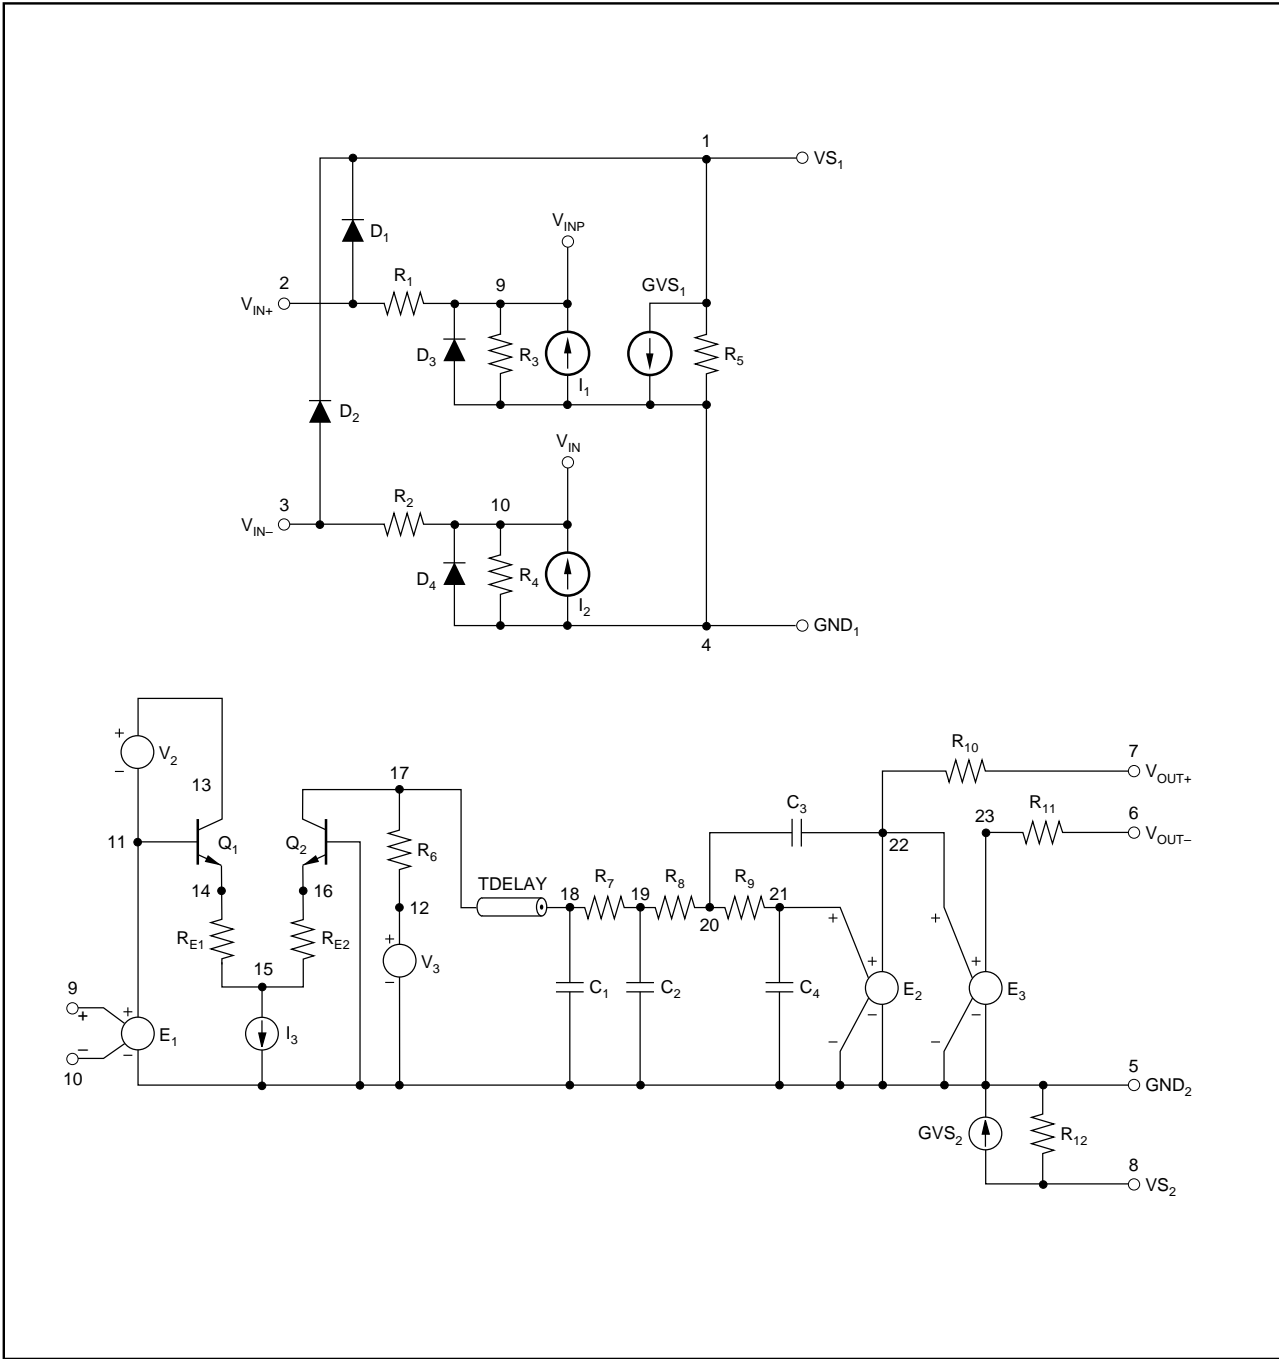 1
VS1
D1
VINP
2
R1
9
GVS1
VIN+
D3
R3
I1
R5
D2
VIN
3
R2
10
VIN–
D4
R4
I2
GND1
4
+
V2
–
13
17
R10
7
VOUT+
C3
23
R11
6
VOUT–
11
Q1
Q2
R6
22
14
16
TDELAY
18
R7
19
R8
R9
21
12
20
+
+
RE1
RE2
+
V3
–
15
+
+
9
+
+
E1
–
–
10
I3
C1
C2
C4
E2
–
–
E3
–
–
5
GND2
GVS2
R12
8
VS2